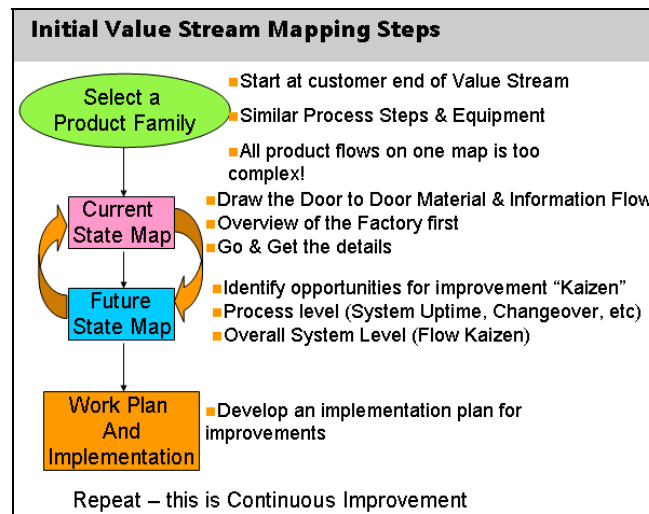 Initial Value Stream Mapping Steps
Select a
Product Family
■Start at customer end of Value Stream
■Similar Process Steps & Equipment
■All product flows on one map is too
complex!
Current
State Map
■Draw the Door to Door Material & Information Flow
■Overview of the Factory first
■Go & Get the details
Future
State Map
■Identify opportunities for improvement “Kaizen”
■Process level (System Uptime, Changeover, etc)
■Overall System Level (Flow Kaizen)
Work Plan
And
Implementation
■Develop an implementation plan for
improvements
Repeat – this is Continuous Improvement